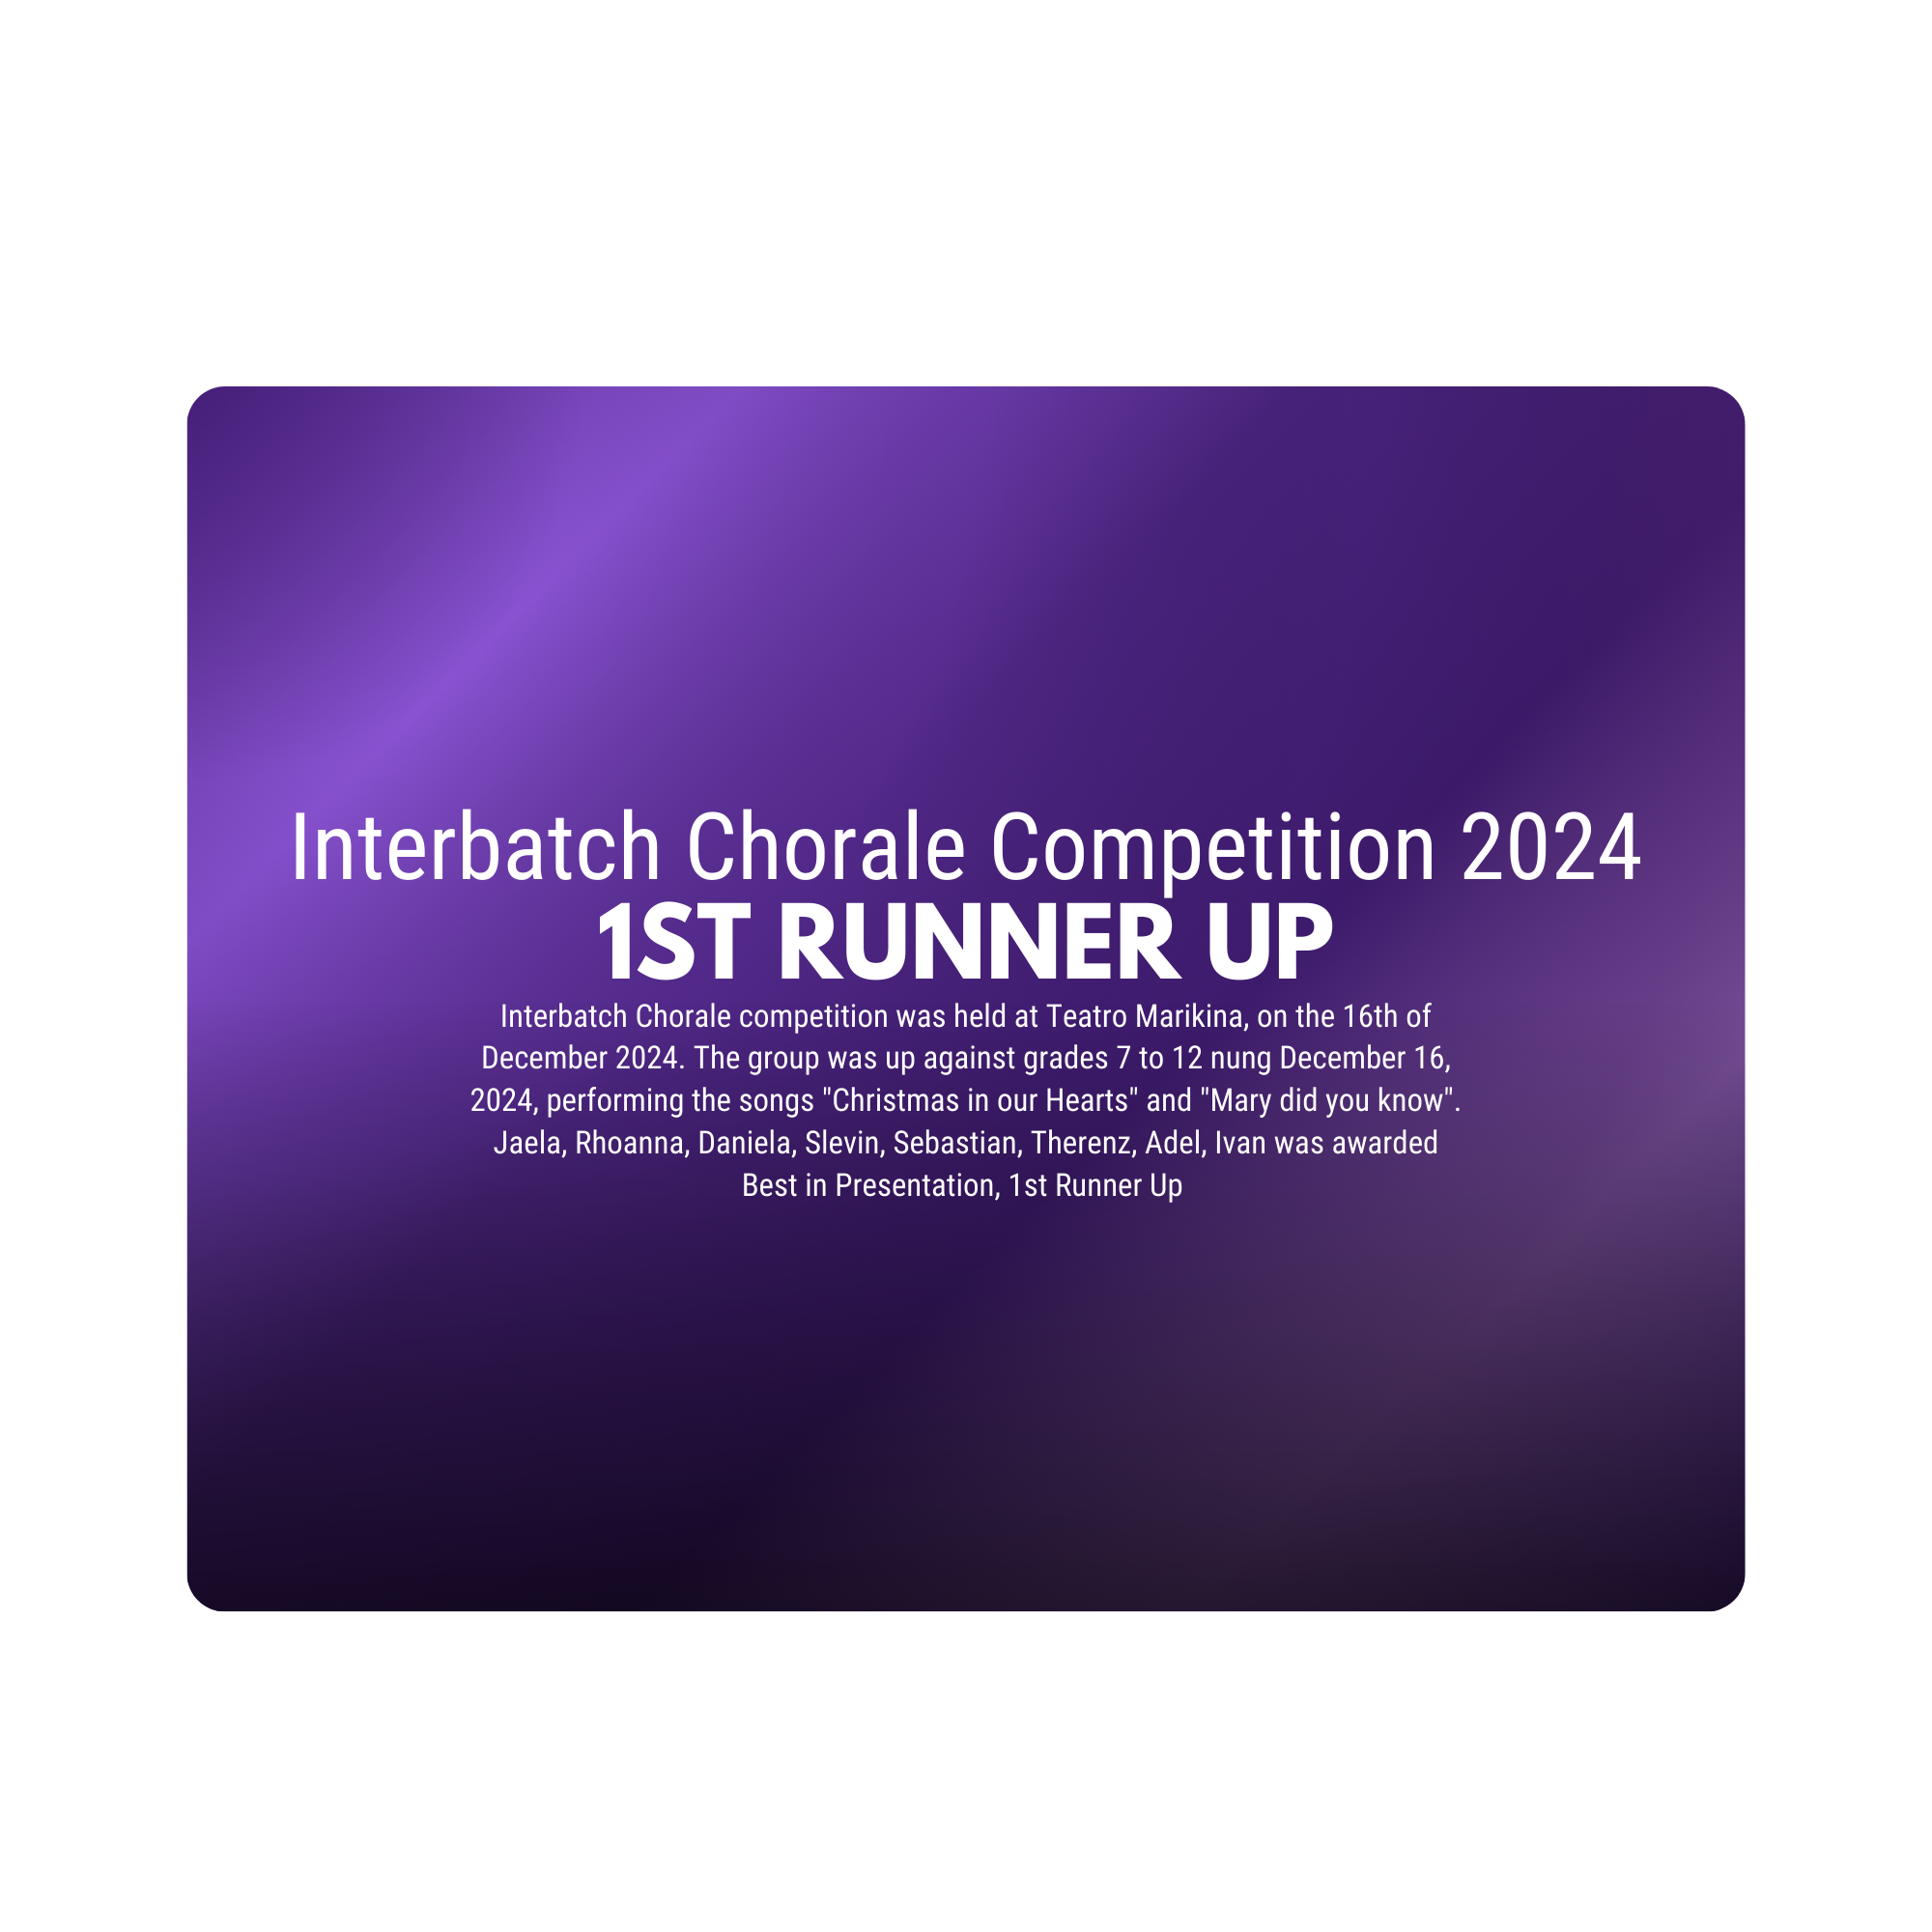 Interbatch Chorale Competition 2024
1ST RUNNER UP
Interbatch Chorale competition was held at Teatro Marikina, on the 16th of
December 2024. The group was up against grades 7 to 12 nung December 16,
2024, performing the songs "Christmas in our Hearts" and "Mary did you know".
Jaela, Rhoanna, Daniela, Slevin, Sebastian, Therenz, Adel, Ivan was awarded
Best in Presentation, 1st Runner Up